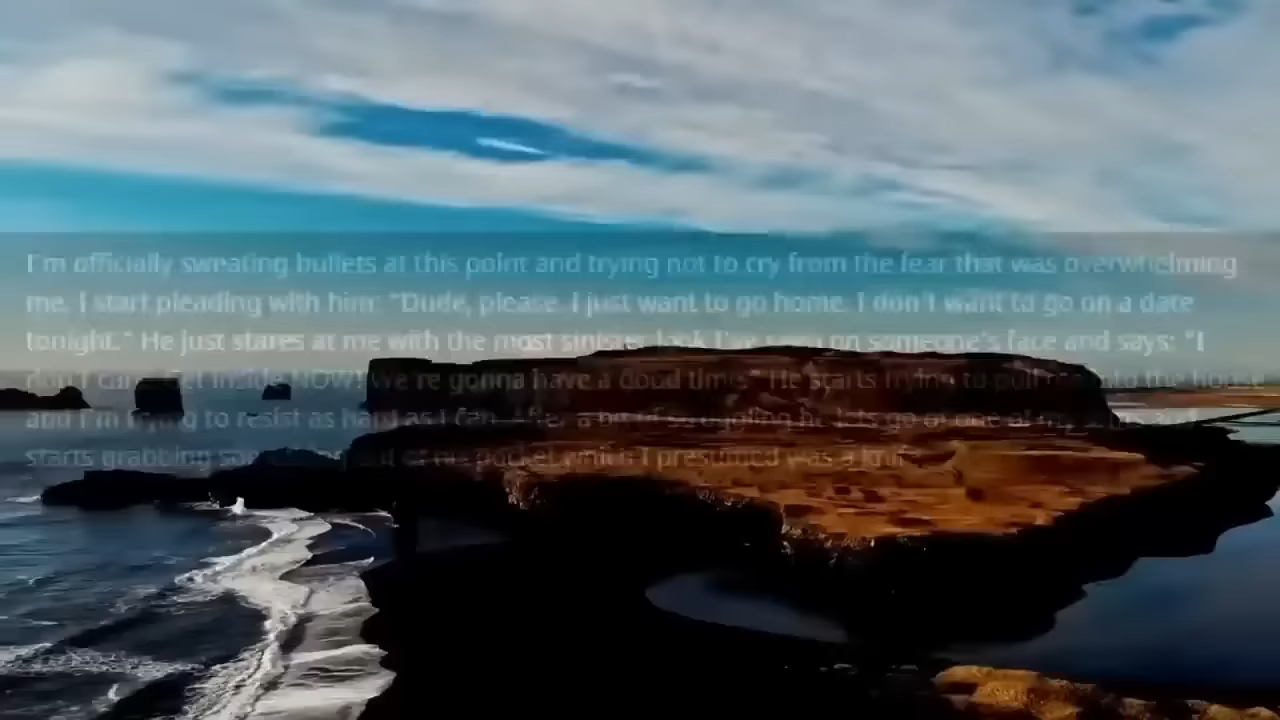 I'm officially sweating bullets at this point and trying not to cry from the fear that was overwhelming
me. I start pleading with him: "Dude, please. I just want to go home. I don't want to go on a date
tonight." He just stares at me with the most sinister look I've seen on someone's face and says: "I
don't care. Get inside NOW! We're gonna have a good time." He starts trying to pull me into the house
and I'm trying to resist as hard as I can. After a bit of struggling he lets go of one of my and
starts grabbing out of his pocket which I presumed was a knife.